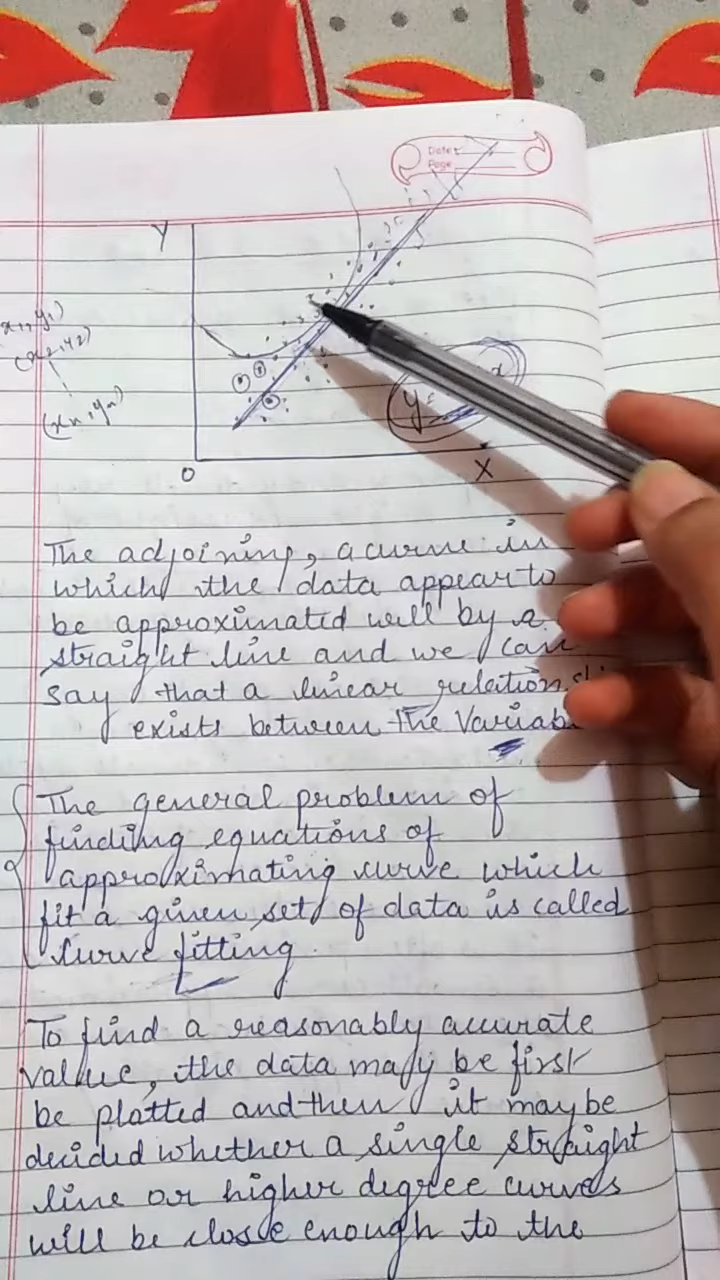 Date:
Page
Y
x1, y1)
(x2, y2)
(xn, yn)
y=
x
O
X
The adjoining, a curve in
which the data appear to
be approximated will by a
straight line and we can
say that a linear relation
exists between the Variab
The general problem of
finding equations of
approximating curve which
fit a given set of data is called
Curve fitting.
To find a reasonably accurate
value, the data may be first
be plotted and then it may be
decided whether a single straight
line or higher degree curves
will be close enough to the